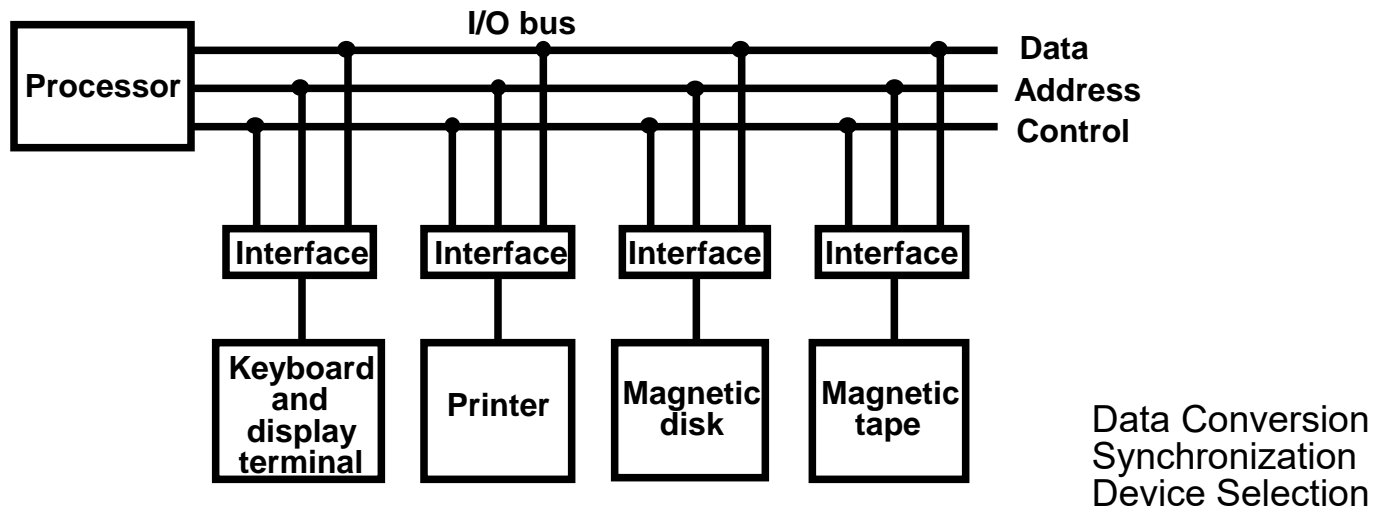 I/O bus
Data
Processor
Address
Control
Interface
Interface
Interface
Interface
Keyboard
and
display
terminal
Printer
Magnetic
disk
Magnetic
tape
Data Conversion
Synchronization
Device Selection